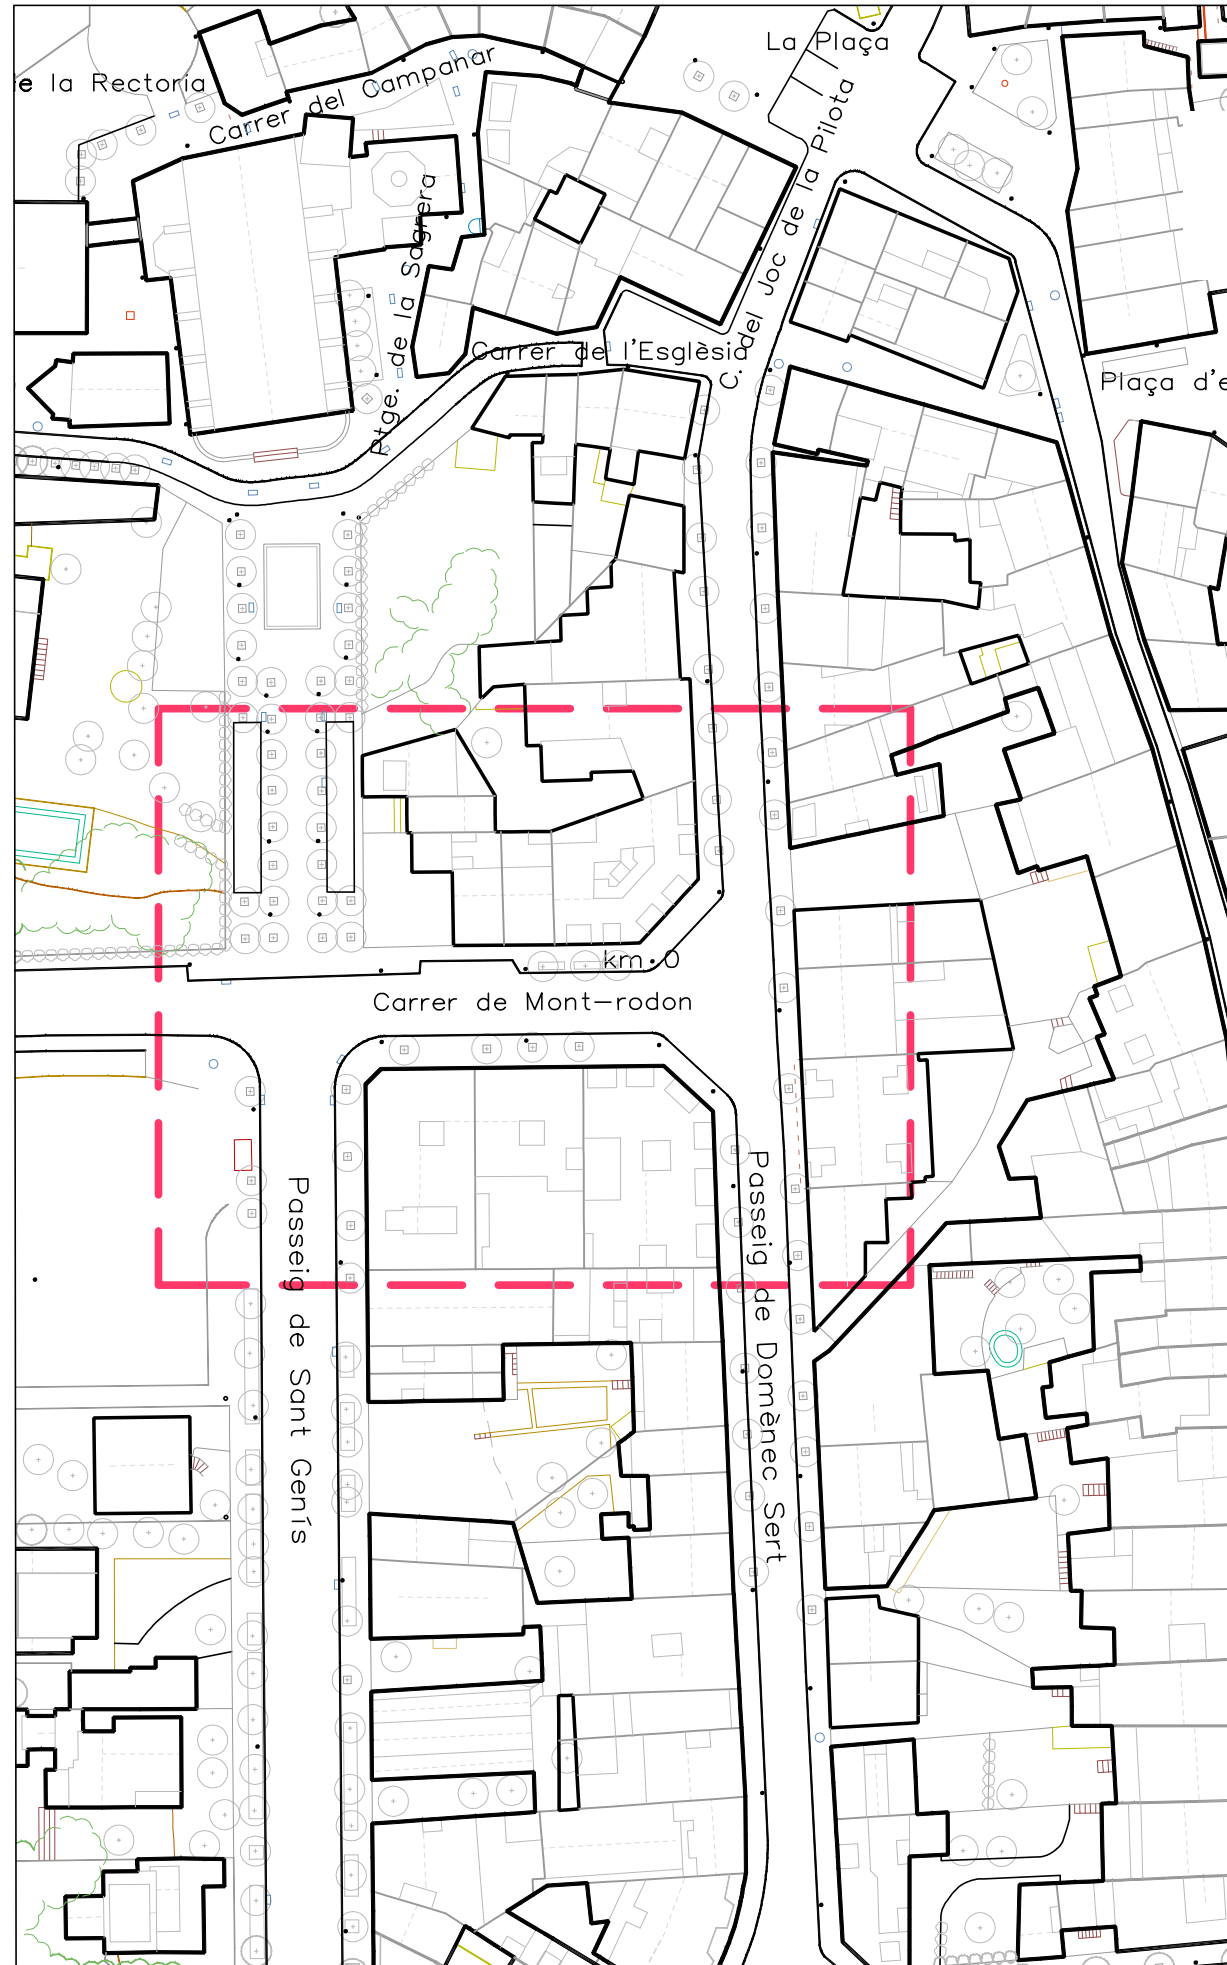 La Plaça
e la Rectoria
Carrer del Campanar
C. del Joc de la Pilota
Ptge. de la Sagrera
Carrer de l'Esglèsia
Plaça d'e
km 0
Carrer de Mont-rodon
Passeig de Sant Genís
Passeig de Domènec Sert